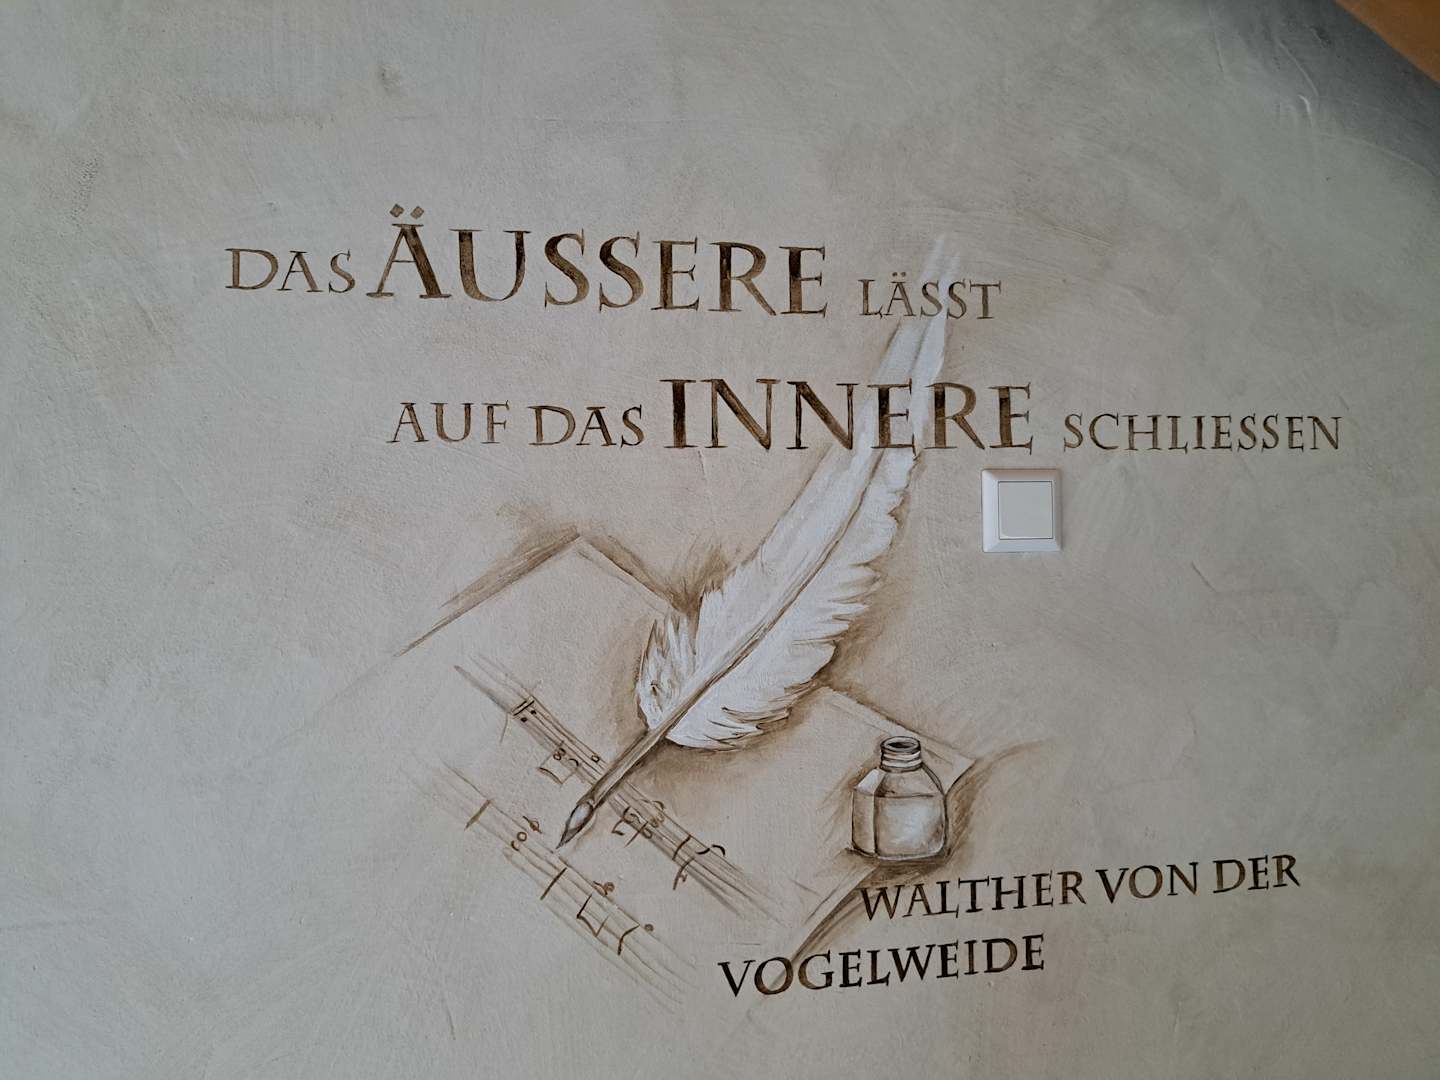 DAS ÄUSSERE LÄSST
AUF DAS INNERE SCHLIESSEN
WALTHER VON DER
VOGELWEIDE